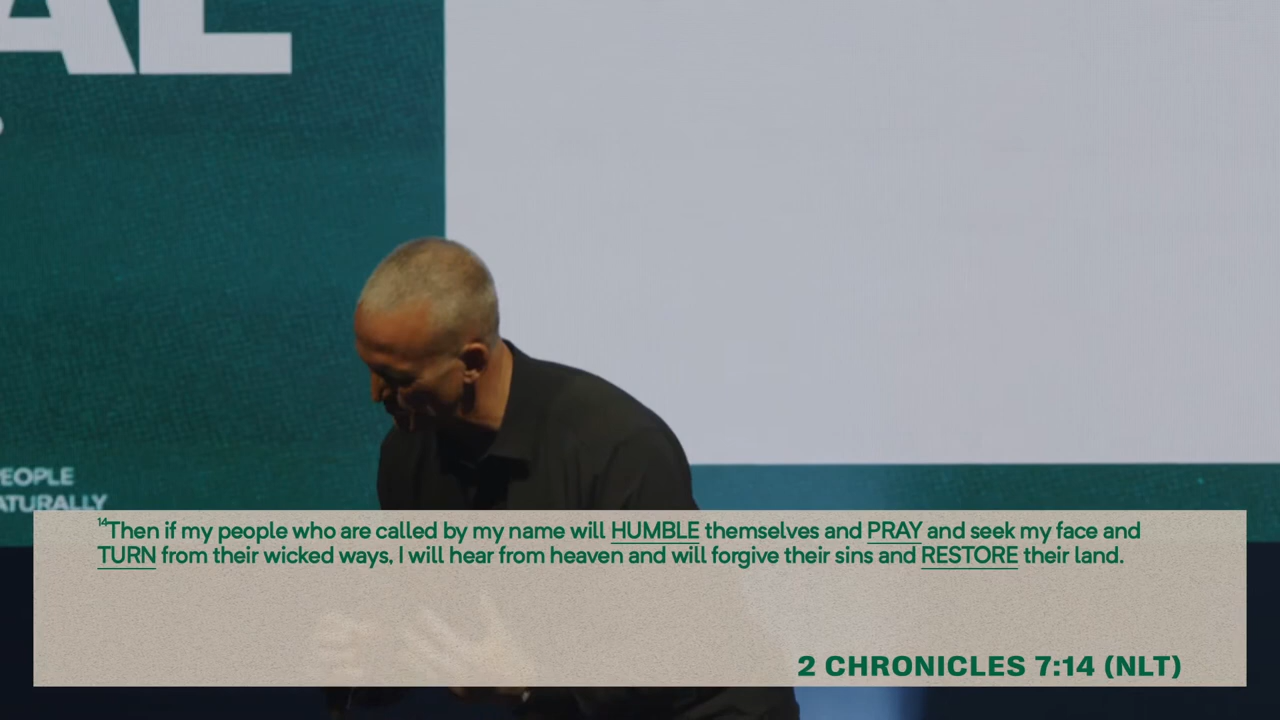 AL
EOPLE
ATURALLY
14Then if my people who are called by my name will HUMBLE themselves and PRAY and seek my face and
TURN from their wicked ways, I will hear from heaven and will forgive their sins and RESTORE their land.
2 CHRONICLES 7:14 (NLT)